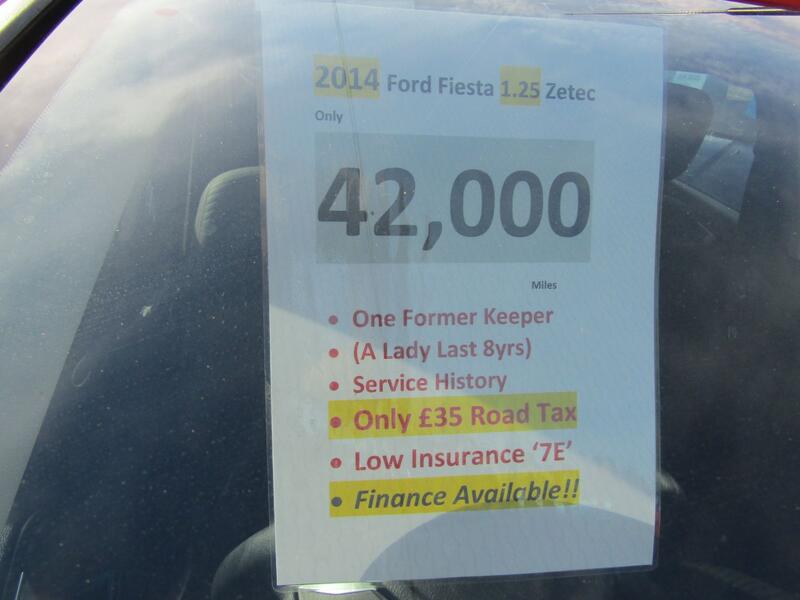 2014 Ford Fiesta 1.25 Zetec
Only
42,000
Miles
• One Former Keeper
• (A Lady Last 8yrs)
• Service History
• Only £35 Road Tax
• Low Insurance ‘7E’
• Finance Available!!